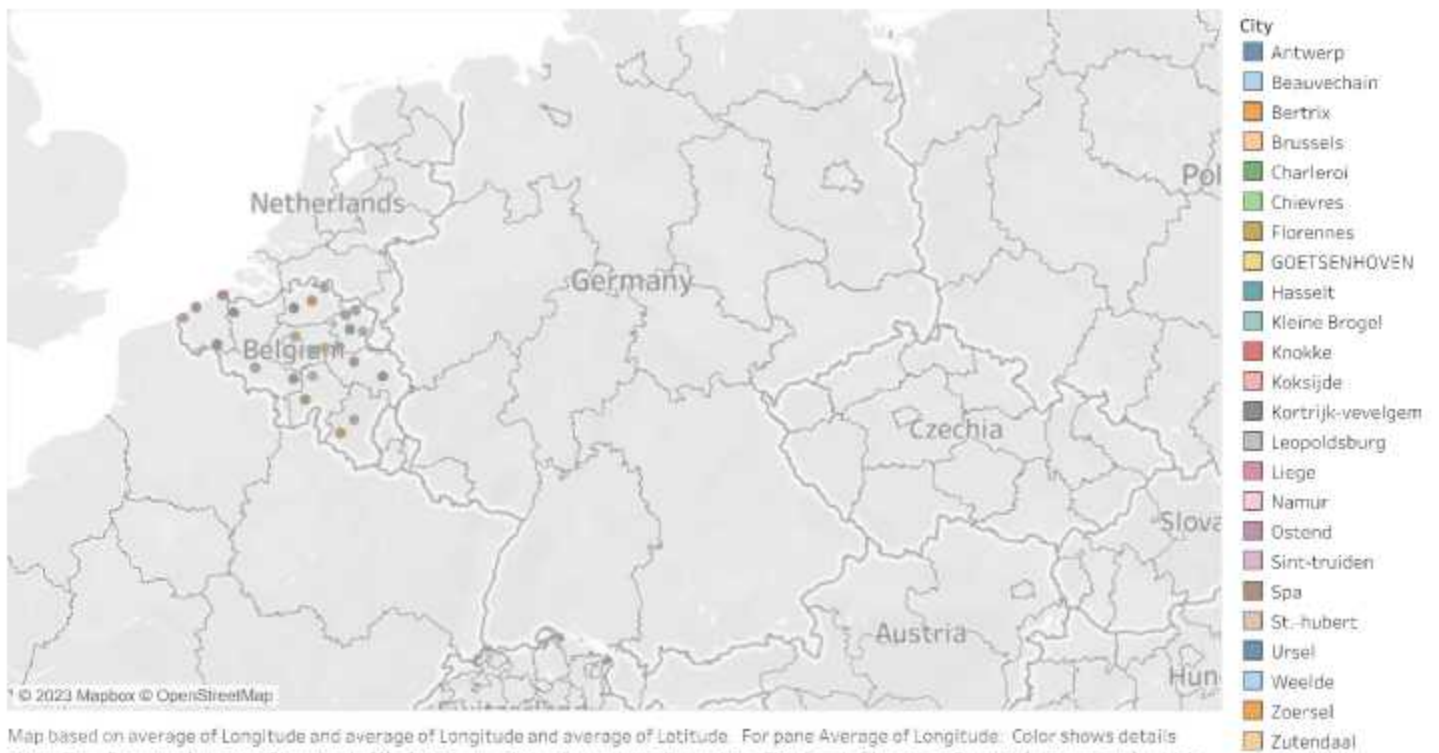 City
Antwerp
Beauvechain
Bertrix
Brussels
Charleroi
Chievres
Florennes
GOETSENHOVEN
Hasselt
Kleine Brogel
Knokke
Koksijde
Kortrijk-vevelgem
Leopoldsburg
Liege
Namur
Ostend
Sint-truiden
Spa
St.-hubert
Ursel
Weelde
Zoersel
Zutendaal
Netherlands
Pol
Germany
Belgium
Czechia
Slova
Austria
Hun
© 2023 Mapbox © OpenStreetMap
Map based on average of Longitude and average of Longitude and average of Latitude. For pane Average of Longitude: Color shows details